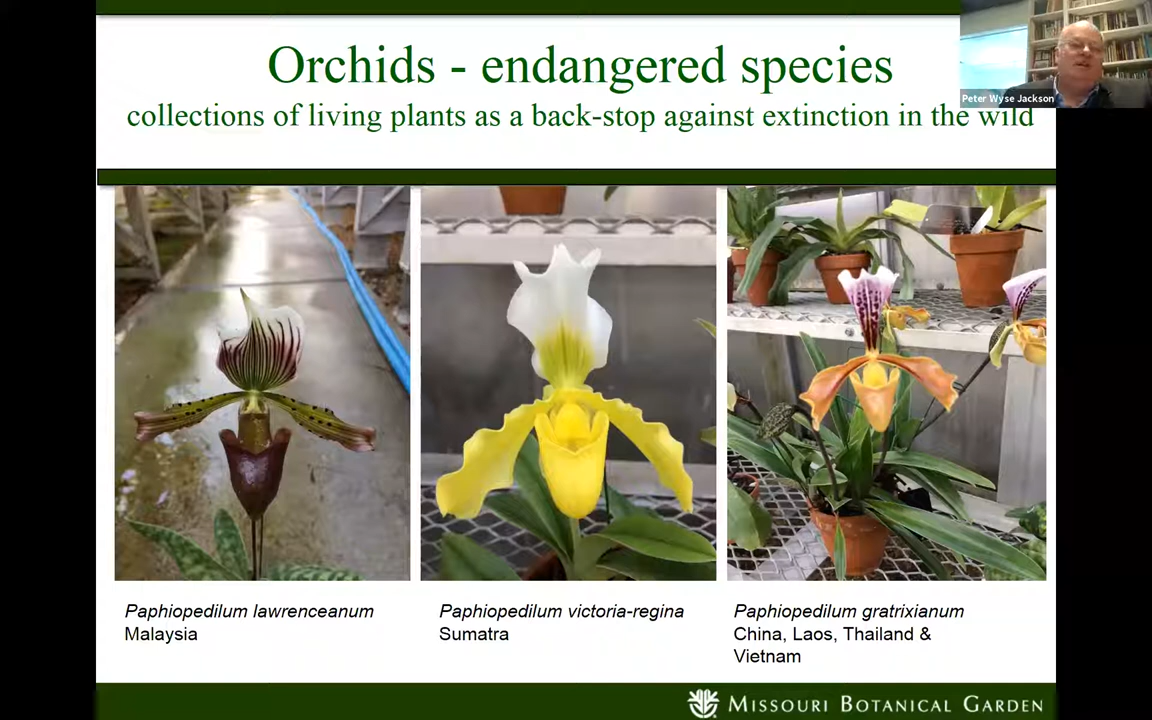 Orchids - endangered species
collections of living plants as a back-stop against extinction in the wild
Peter Wyse Jackson
Paphiopedilum lawrenceanum
Malaysia
Paphiopedilum victoria-regina
Sumatra
Paphiopedilum gratrixianum
China, Laos, Thailand &
Vietnam
MISSOURI BOTANICAL GARDEN